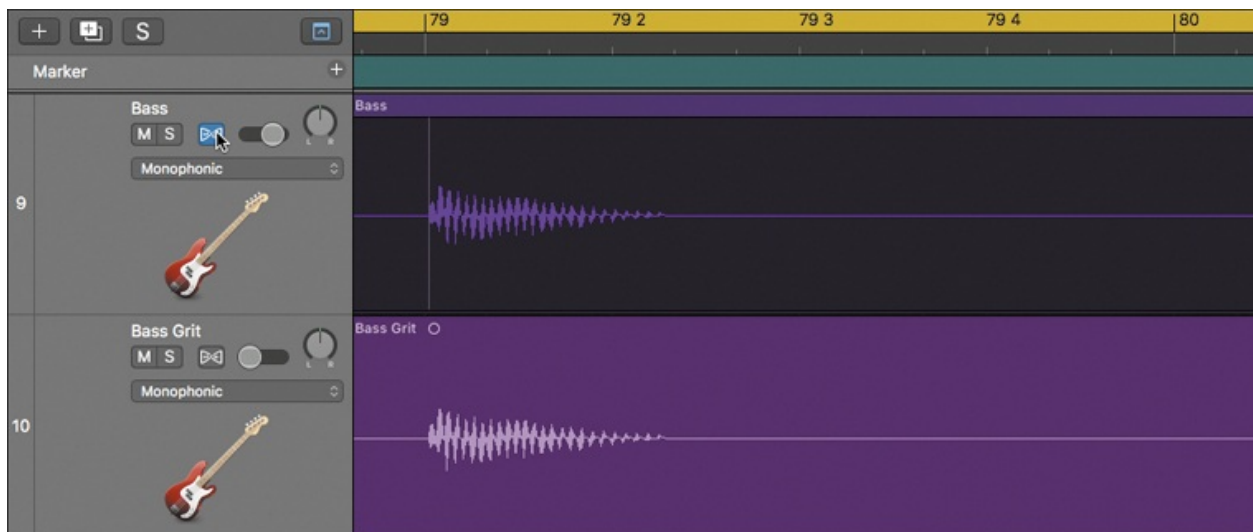 + S
79 79 2 79 3 79 4 80
Marker +
Bass
M S
L R
Monophonic
9
Bass
Bass Grit
M S
L R
Monophonic
10
Bass Grit